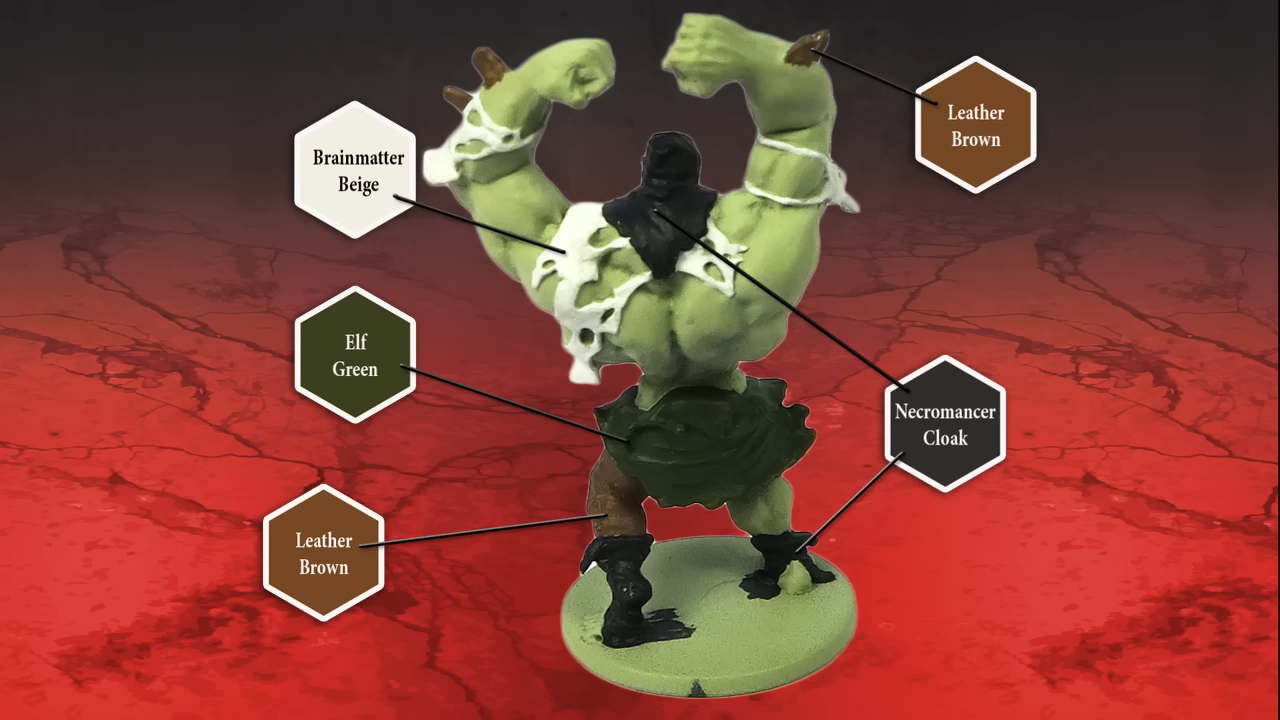 Leather
Brown
Brainmatter
Beige
Elf
Green
Necromancer
Cloak
Leather
Brown